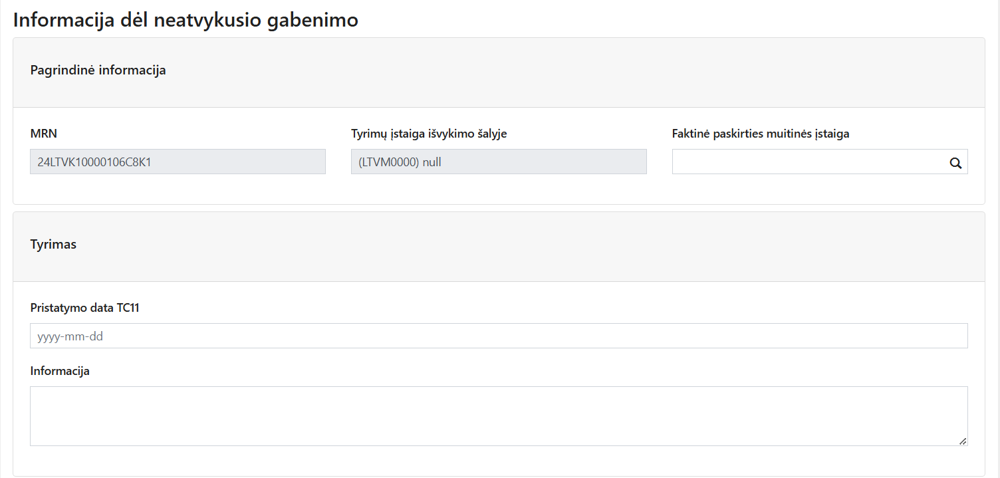 Informacija dėl neatvykusio gabenimo
Pagrindinė informacija
MRN
Tyrimų įstaiga išvykimo šalyje
Faktinė paskirties muitinės įstaiga
24LTVK10000106C8K1
(LTVM0000) null
Tyrimas
Pristatymo data TC11
yyyy-mm-dd
Informacija